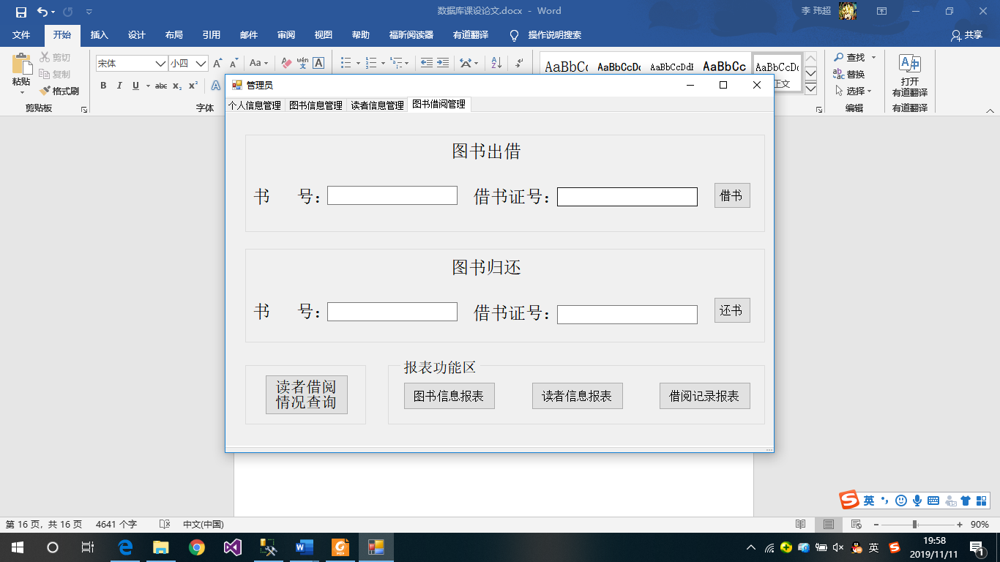 数据库课设论文.docx - Word
李 玮超
文件 开始 插入 设计 布局 引用 邮件 审阅 视图 帮助 福昕阅读器 有道翻译 操作说明搜索 共享
粘贴 剪切 复制 格式刷
剪贴板
宋体 小四
Aa
wén 文 A
B I U abc x₂ x² A
字体
AaBbCc AaBbCcDc AaBbCcDdI AaBbCc AaBbCcDc
正文
查找
替换
选择
编辑
打开
有道翻译
有道翻译
管理员
个人信息管理 图书信息管理 读者信息管理 图书借阅管理
图书出借
书 号： 借书证号： 借书
图书归还
书 号： 借书证号： 还书
读者借阅
情况查询
报表功能区
图书信息报表 读者信息报表 借阅记录报表
英
第 16 页，共 16 页 4641 个字 中文(中国) 90%
英
19:58
2019/11/11
1